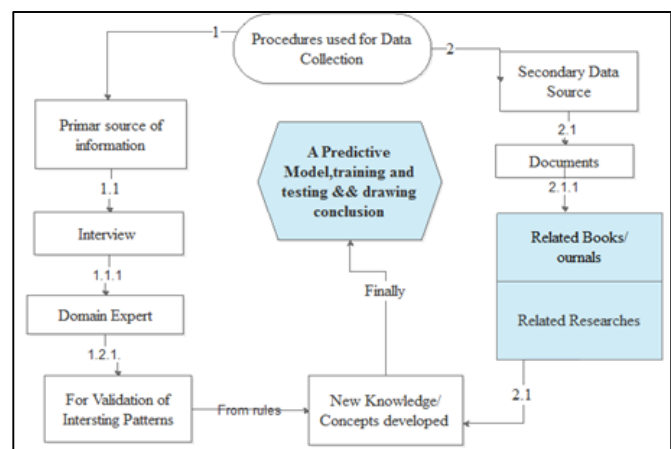 1
Procedures used for Data
Collection
2
Secondary Data
Source
Primar source of
information
2.1
A Predictive
Model,training and
testing && drawing
conclusion
Documents
1.1
2.1.1
Interview
Related Books/
ournals
1.1.1
Finally
Domain Expert
Related Researches
1.2.1.
For Validation of
Intersting Patterns
From rules
New Knowledge/
Concepts developed
2.1